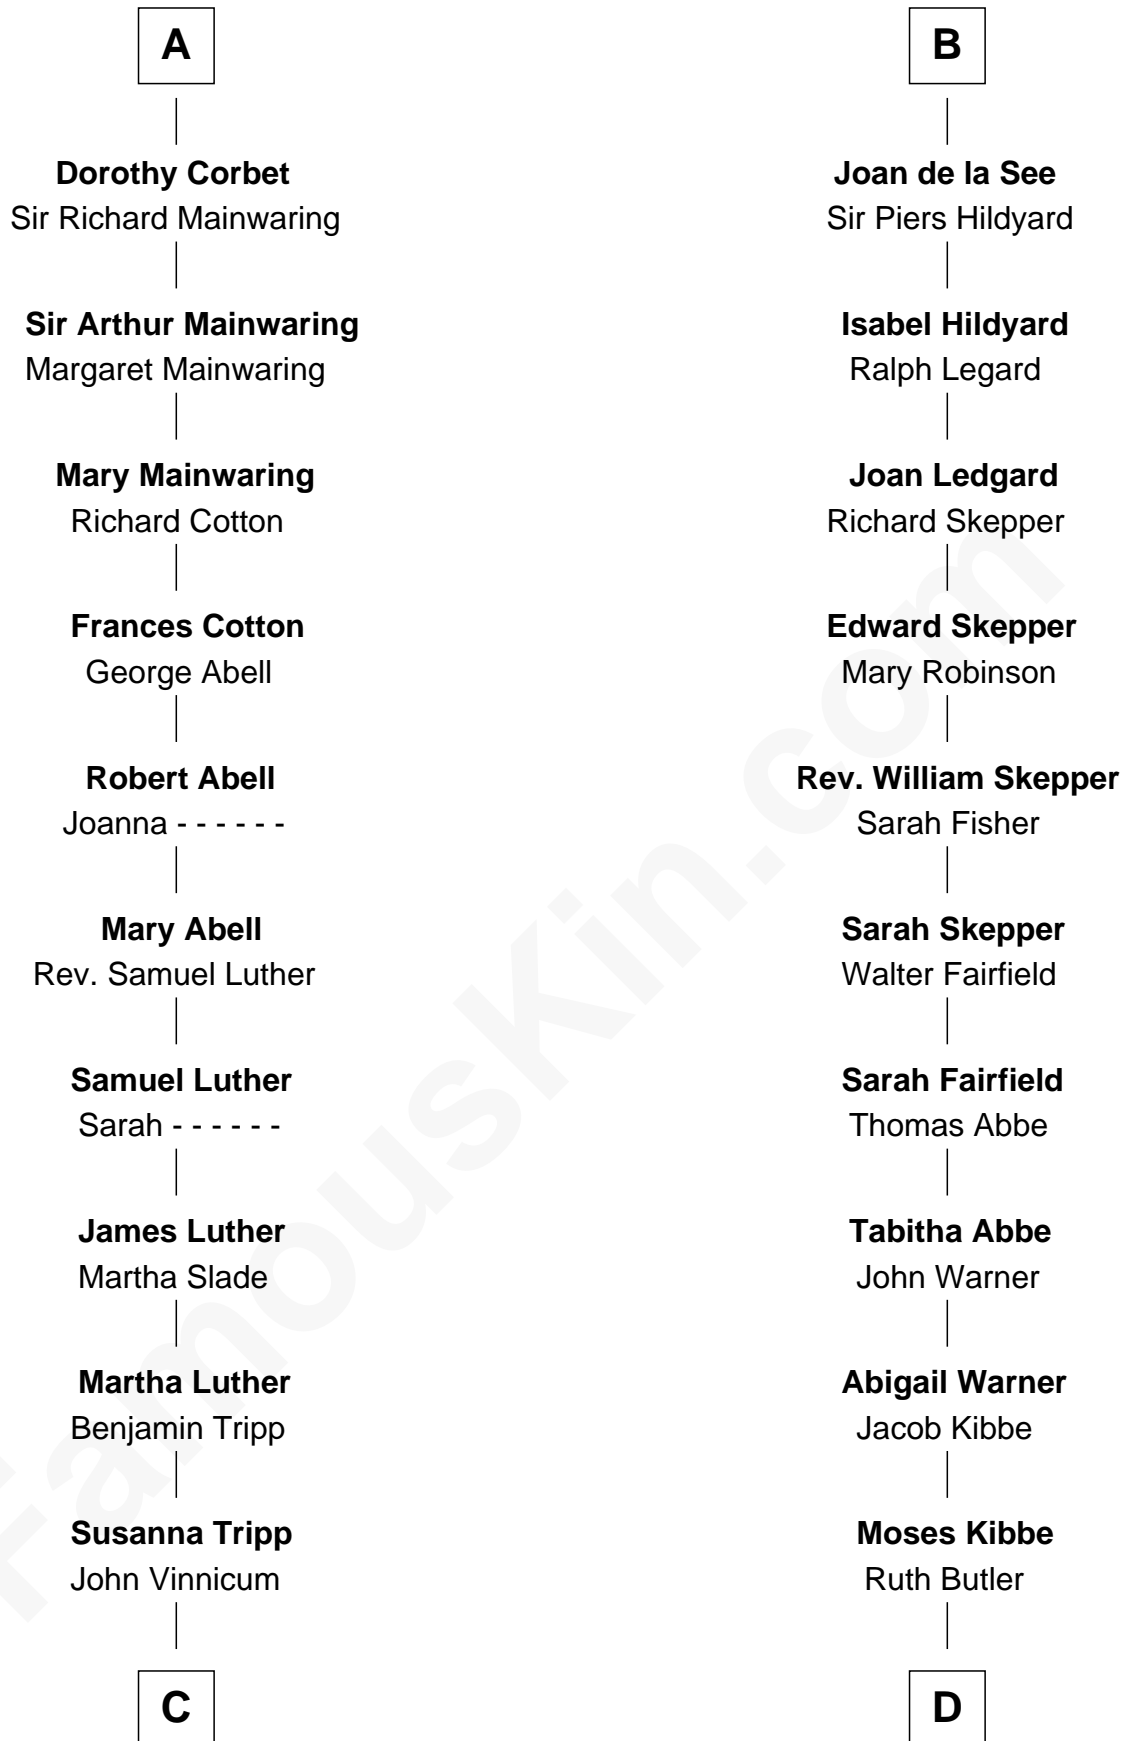 A
Dorothy Corbet
Sir Richard Mainwaring
Sir Arthur Mainwaring
Margaret Mainwaring
Mary Mainwaring
Richard Cotton
Frances Cotton
George Abell
Robert Abell
Joanna - - - - - -
Mary Abell
Rev. Samuel Luther
Samuel Luther
Sarah - - - - - -
James Luther
Martha Slade
Martha Luther
Benjamin Tripp
Susanna Tripp
John Vinnicum
C
B
Joan de la See
Sir Piers Hildyard
Isabel Hildyard
Ralph Legard
Joan Ledgard
Richard Skepper
Edward Skepper
Mary Robinson
Rev. William Skepper
Sarah Fisher
Sarah Skepper
Walter Fairfield
Sarah Fairfield
Thomas Abbe
Tabitha Abbe
John Warner
Abigail Warner
Jacob Kibbe
Moses Kibbe
Ruth Butler
D
FamousKin.com